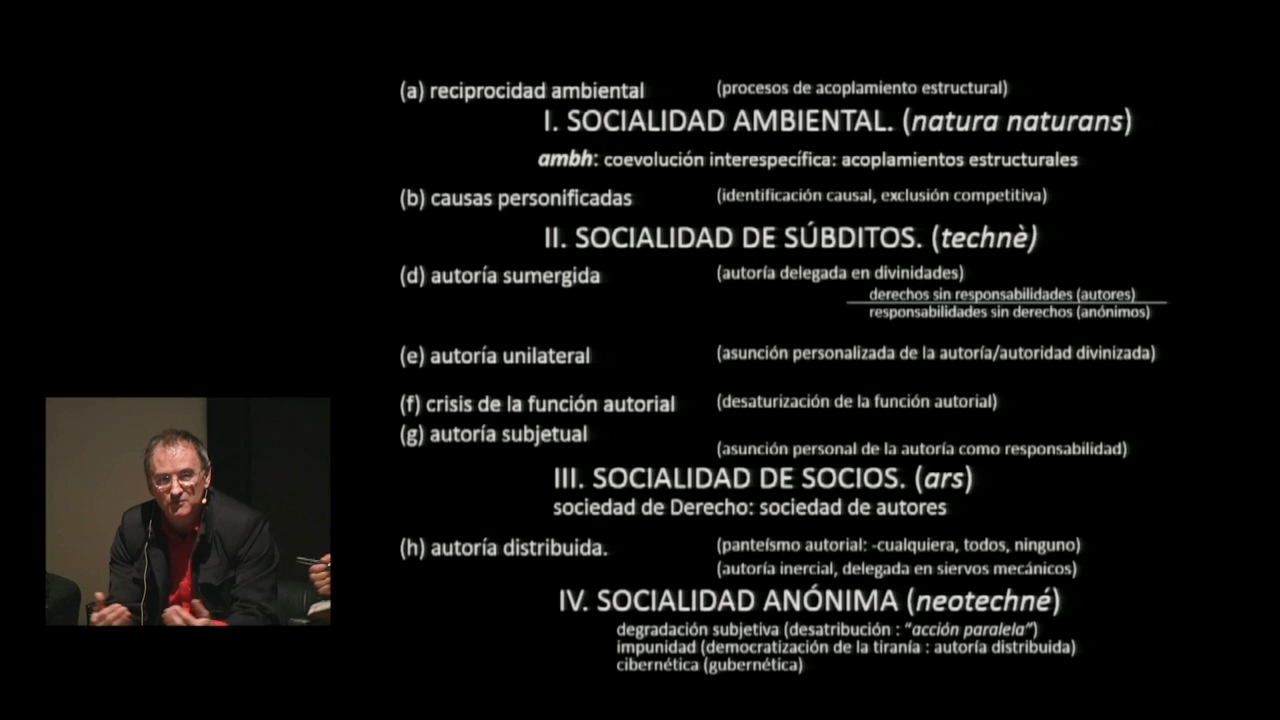 (a) reciprocidad ambiental (procesos de acoplamiento estructural)
I. SOCIALIDAD AMBIENTAL. (natura naturans)
ambh: coevolución interespecífica: acoplamientos estructurales
(b) causas personificadas (identificación causal, exclusión competitiva)
II. SOCIALIDAD DE SÚBDITOS. (technè)
(d) autoría sumergida (autoría delegada en divinidades)
derechos sin responsabilidades (autores)
responsabilidades sin derechos (anónimos)
(e) autoría unilateral (asunción personalizada de la autoría/autoridad divinizada)
(f) crisis de la función autorial (desaturización de la función autorial)
(g) autoría subjetual
(asunción personal de la autoría como responsabilidad)
III. SOCIALIDAD DE SOCIOS. (ars)
sociedad de Derecho: sociedad de autores
(h) autoría distribuida. (panteísmo autorial: -cualquiera, todos, ninguno)
(autoría inercial, delegada en siervos mecánicos)
IV. SOCIALIDAD ANÓNIMA (neotechné)
degradación subjetiva (desatribución : “acción paralela”)
impunidad (democratización de la tiranía : autoría distribuida)
cibernética (gubernética)